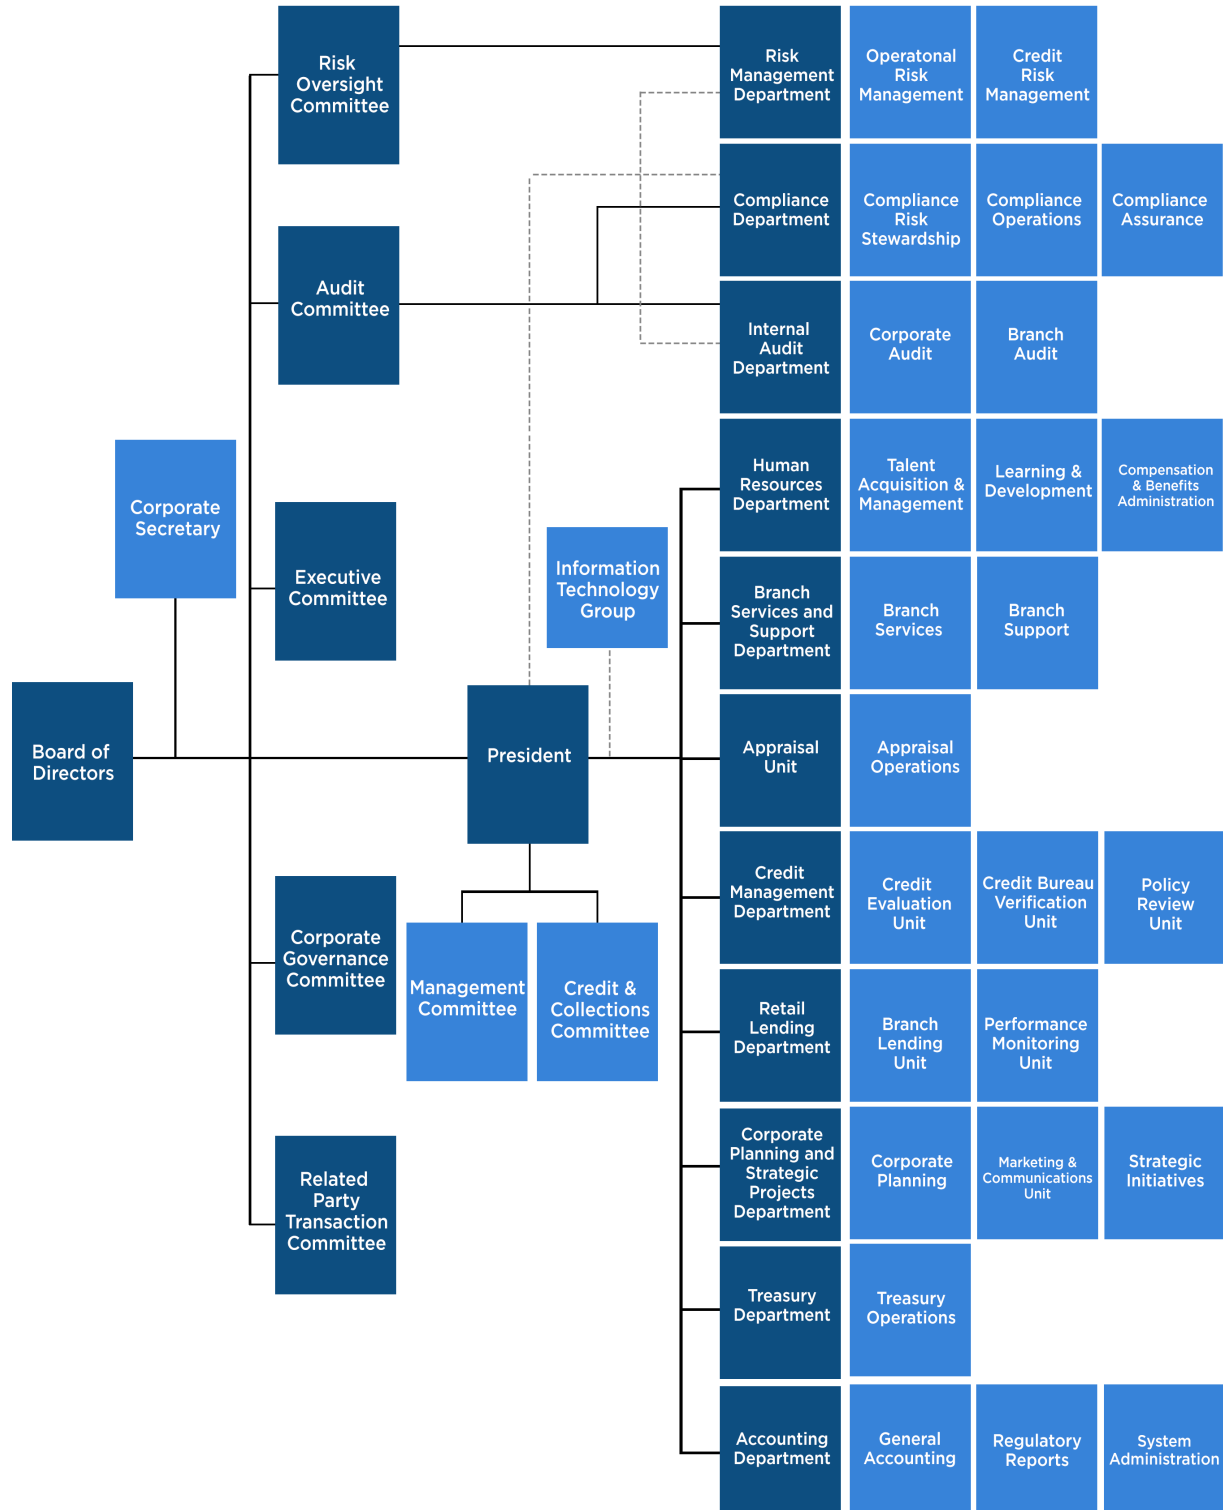 Risk
Oversight
Committee
Risk
Management
Department
Operatonal
Risk
Management
Credit
Risk
Management
Compliance
Department
Compliance
Risk
Stewardship
Compliance
Operations
Compliance
Assurance
Audit
Committee
Internal
Audit
Department
Corporate
Audit
Branch
Audit
Corporate
Secretary
Human
Resources
Department
Talent
Acquisition &
Management
Learning &
Development
Compensation
& Benefits
Administration
Executive
Committee
Information
Technology
Group
Branch
Services and
Support
Department
Branch
Services
Branch
Support
Board of
Directors
President
Appraisal
Unit
Appraisal
Operations
Credit
Management
Department
Credit
Evaluation
Unit
Credit Bureau
Verification
Unit
Policy
Review
Unit
Corporate
Governance
Committee
Management
Committee
Credit &
Collections
Committee
Retail
Lending
Department
Branch
Lending
Unit
Performance
Monitoring
Unit
Related
Party
Transaction
Committee
Corporate
Planning and
Strategic
Projects
Department
Corporate
Planning
Marketing &
Communications
Unit
Strategic
Initiatives
Treasury
Department
Treasury
Operations
Accounting
Department
General
Accounting
Regulatory
Reports
System
Administration